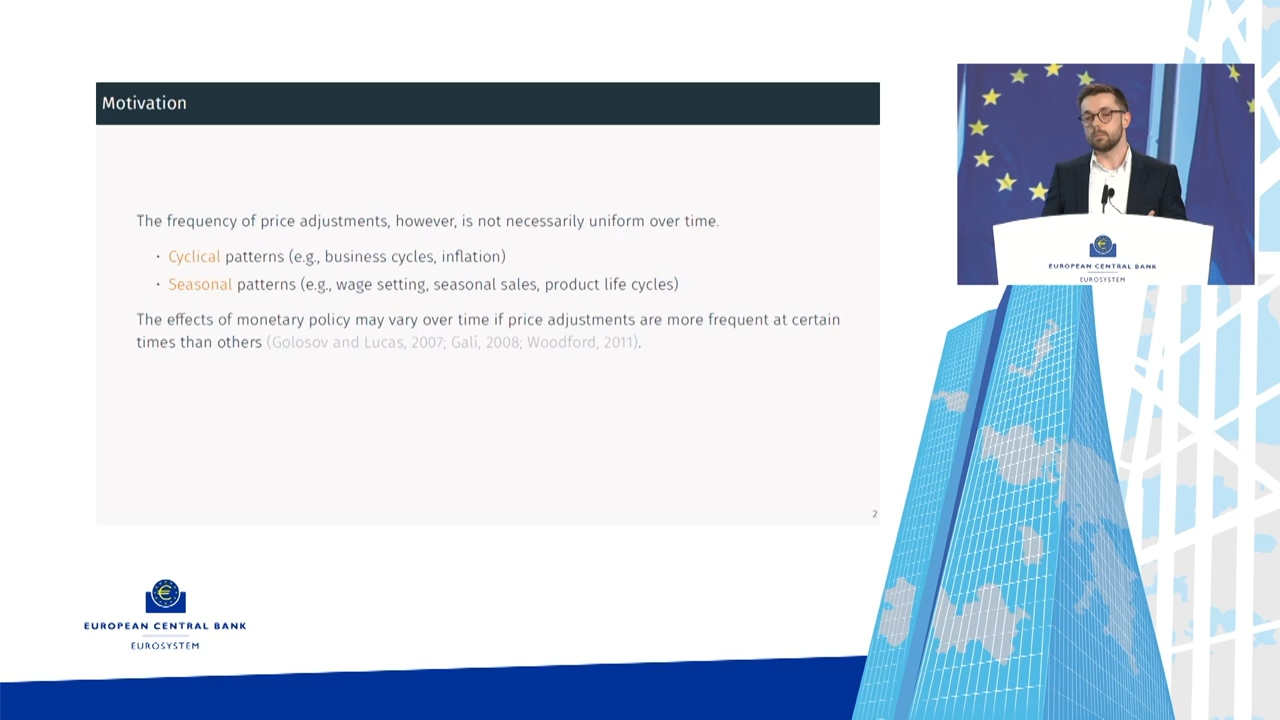 Motivation
The frequency of price adjustments, however, is not necessarily uniform over time.
· Cyclical patterns (e.g., business cycles, inflation)
· Seasonal patterns (e.g., wage setting, seasonal sales, product life cycles)
The effects of monetary policy may vary over time if price adjustments are more frequent at certain
times than others (Golosov and Lucas, 2007; Galí, 2008; Woodford, 2011).
2
EUROPEAN CENTRAL BANK
EUROSYSTEM
EUROPEAN CENTRAL BANK
EUROSYSTEM